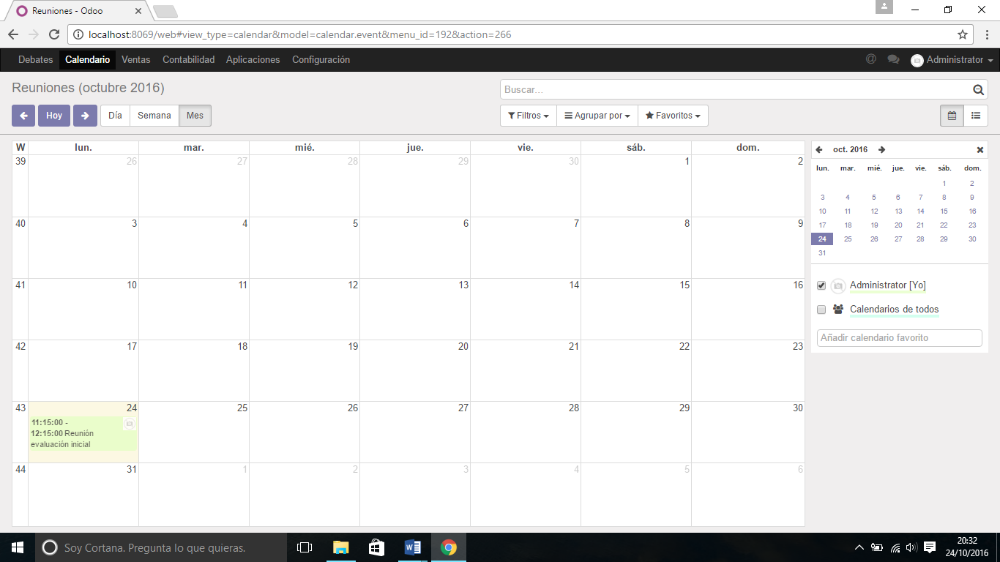 Reuniones - Odoo
localhost:8069/web#view_type=calendar&model=calendar.event&menu_id=192&action=266
Debates Calendario Ventas Contabilidad Aplicaciones Configuración @ Administrator
Reuniones (octubre 2016)
Buscar...
Hoy Día Semana Mes Filtros Agrupar por Favoritos
W lun. mar. mié. jue. vie. sáb. dom.
39 26 27 28 29 30 1 2
40 3 4 5 6 7 8 9
41 10 11 12 13 14 15 16
42 17 18 19 20 21 22 23
43 24 25 26 27 28 29 30
11:15:00 -
12:15:00 Reunión
evaluación inicial
44 31 1 2 3 4 5 6
oct. 2016
lun. mar. mié. jue. vie. sáb. dom.
1 2
3 4 5 6 7 8 9
10 11 12 13 14 15 16
17 18 19 20 21 22 23
24 25 26 27 28 29 30
31
Administrator [Yo]
Calendarios de todos
Añadir calendario favorito
Soy Cortana. Pregunta lo que quieras.
20:32
24/10/2016